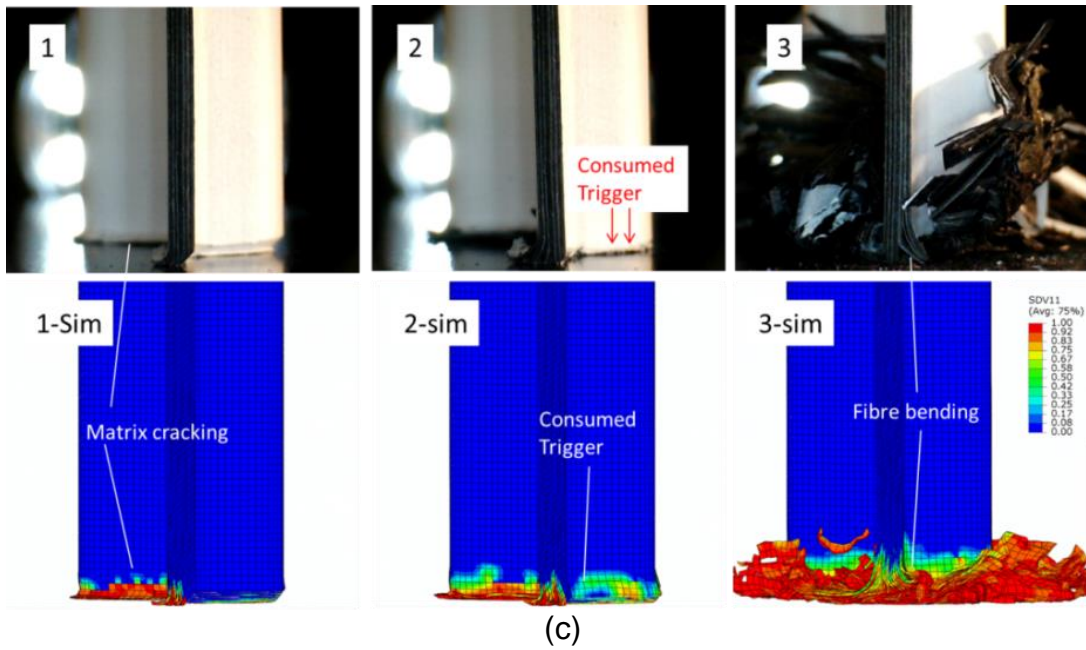 1
2
3
Consumed
Trigger
1-Sim
2-sim
3-sim
SDV11
(Avg: 75%)
1.00
0.92
0.83
0.75
0.67
0.58
0.50
0.42
0.33
0.25
0.17
0.08
0.00
Matrix cracking
Consumed
Trigger
Fibre bending
(c)